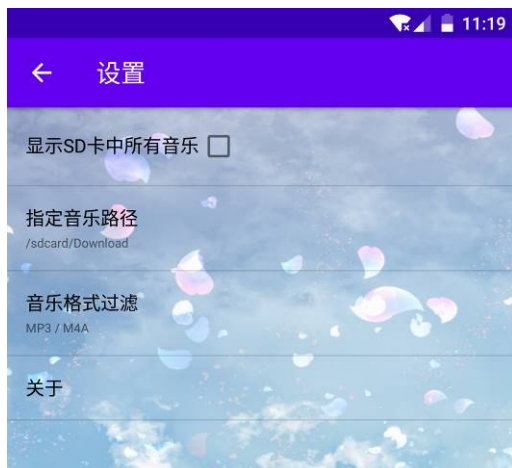 11:19
设置
显示SD卡中所有音乐
指定音乐路径
/sdcard/Download
音乐格式过滤
MP3 / M4A
关于